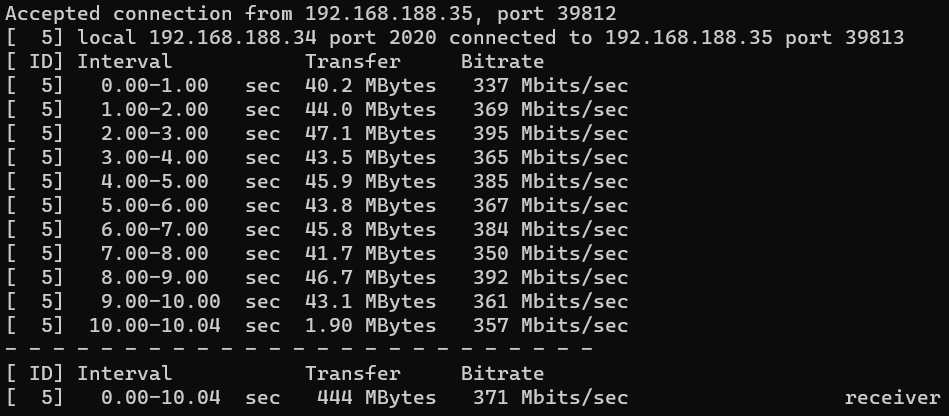 Accepted connection from 192.168.188.35, port 39812
[  5] local 192.168.188.34 port 2020 connected to 192.168.188.35 port 39813
[ ID] Interval           Transfer     Bitrate
[  5]   0.00-1.00   sec  40.2 MBytes   337 Mbits/sec
[  5]   1.00-2.00   sec  44.0 MBytes   369 Mbits/sec
[  5]   2.00-3.00   sec  47.1 MBytes   395 Mbits/sec
[  5]   3.00-4.00   sec  43.5 MBytes   365 Mbits/sec
[  5]   4.00-5.00   sec  45.9 MBytes   385 Mbits/sec
[  5]   5.00-6.00   sec  43.8 MBytes   367 Mbits/sec
[  5]   6.00-7.00   sec  45.8 MBytes   384 Mbits/sec
[  5]   7.00-8.00   sec  41.7 MBytes   350 Mbits/sec
[  5]   8.00-9.00   sec  46.7 MBytes   392 Mbits/sec
[  5]   9.00-10.00  sec  43.1 MBytes   361 Mbits/sec
[  5]  10.00-10.04  sec  1.90 MBytes   357 Mbits/sec
- - - - - - - - - - - - - - - - - - - - - - - - -
[ ID] Interval           Transfer     Bitrate
[  5]   0.00-10.04  sec   444 MBytes   371 Mbits/sec                  receiver